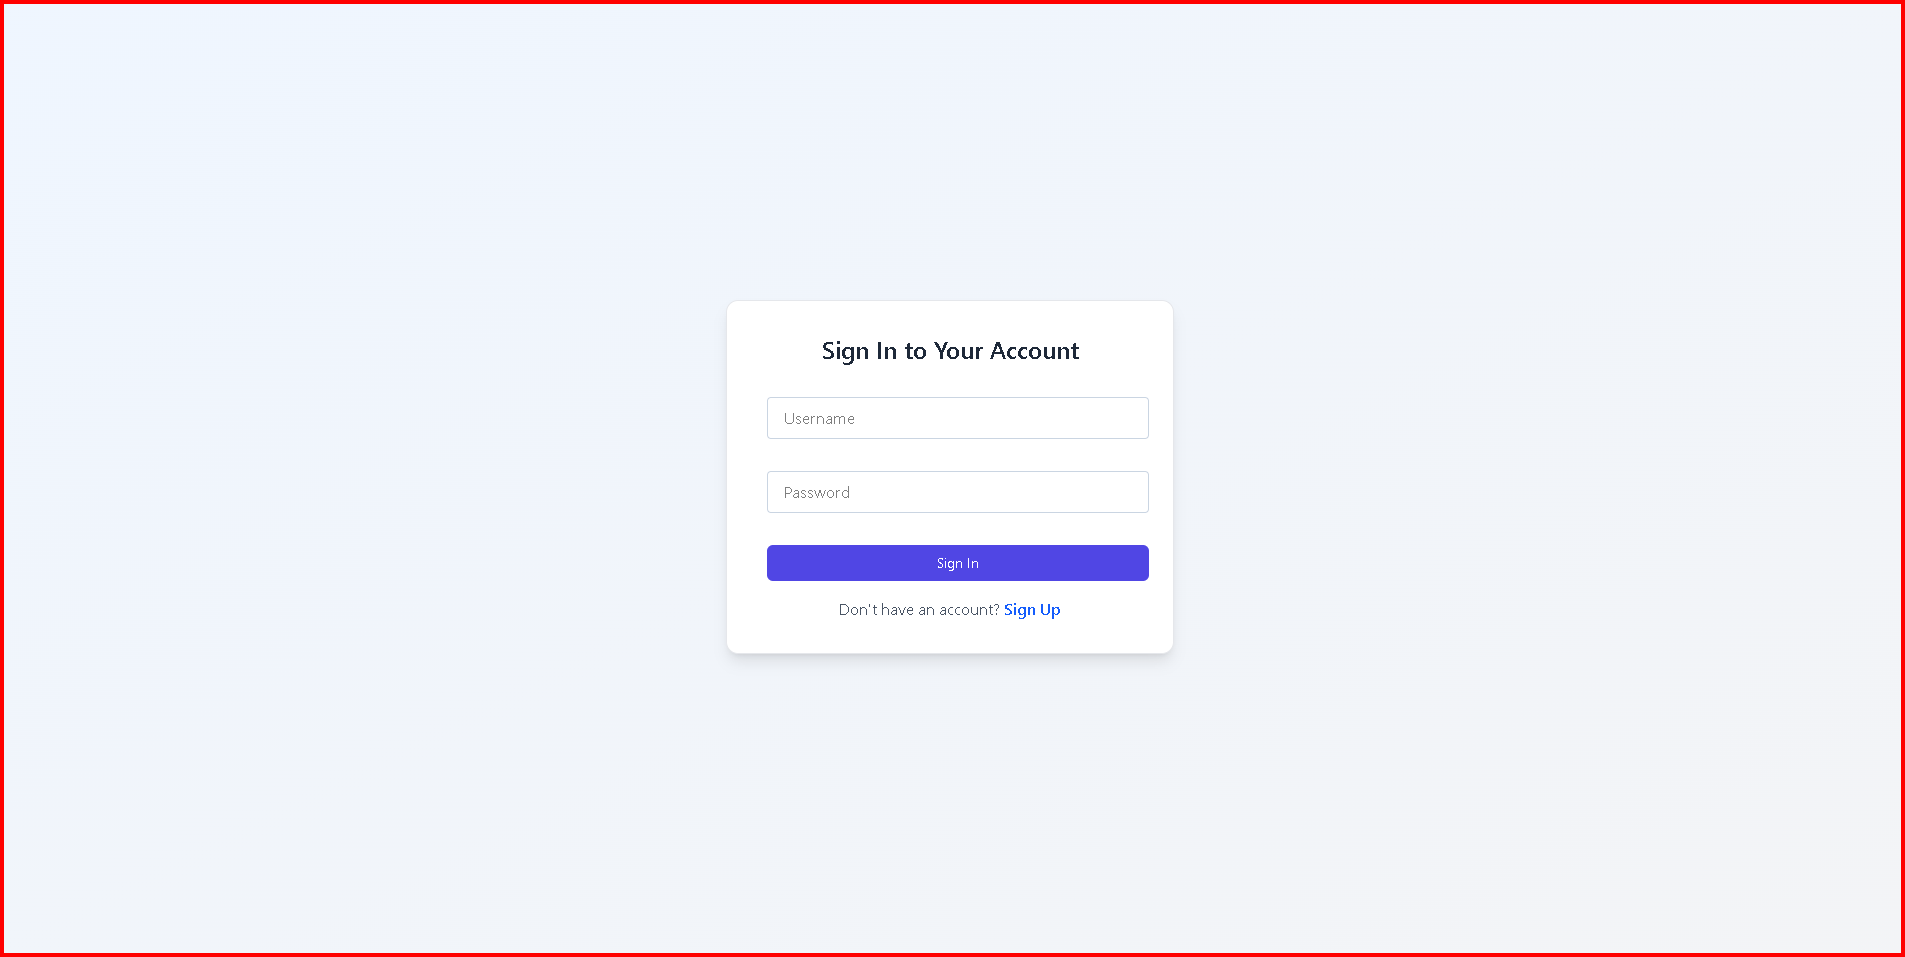 Sign In to Your Account
Username
Password
Sign In
Don't have an account? Sign Up